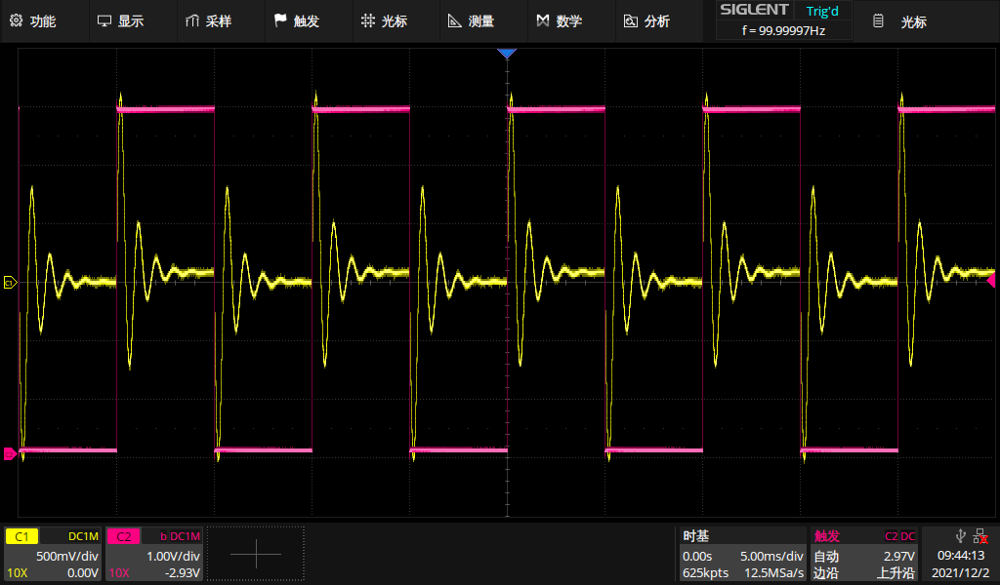 功能 显示 采样 触发 光标 测量 数学 分析 SIGLENT Trig'd 光标
f = 99.99997Hz
C1
C1 DC1M C2 b DC1M 时基 触发 C2 DC
500mV/div 1.00V/div 0.00s 5.00ms/div 自动 2.97V 09:44:13
10X 0.00V 10X -2.93V 625kpts 12.5MSa/s 边沿 上升沿 2021/12/2